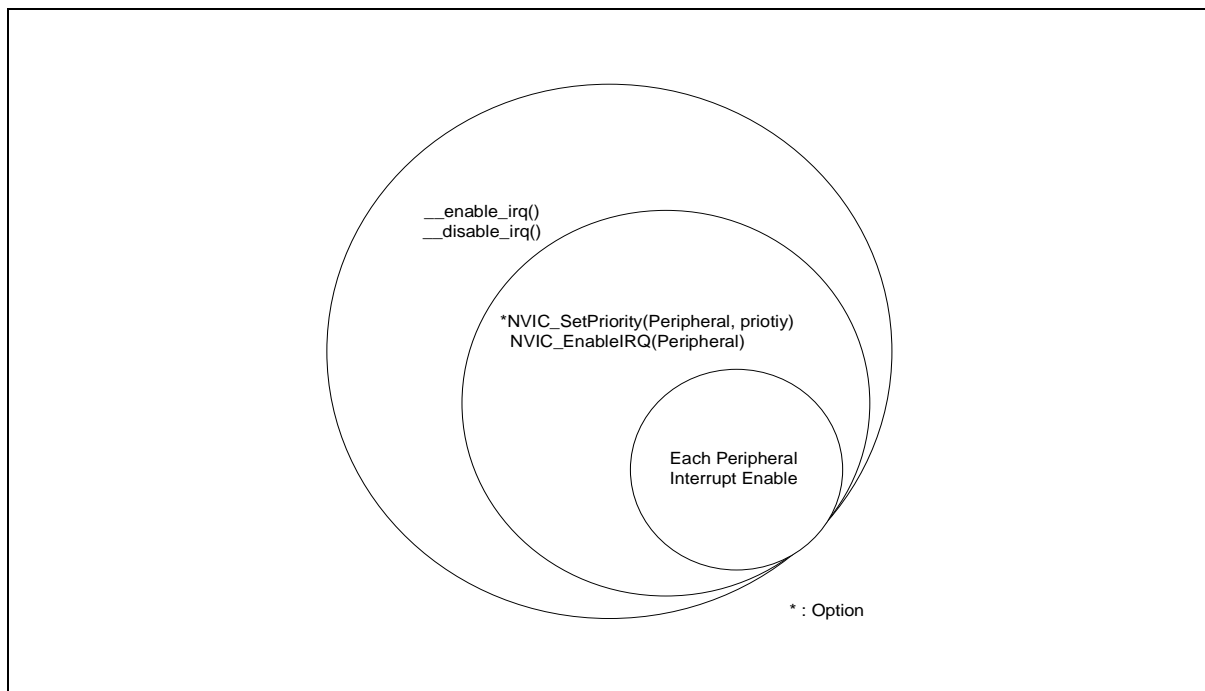 __enable_irq()
__disable_irq()
*NVIC_SetPriority(Peripheral, priotiy)
NVIC_EnableIRQ(Peripheral)
Each Peripheral
Interrupt Enable
* : Option